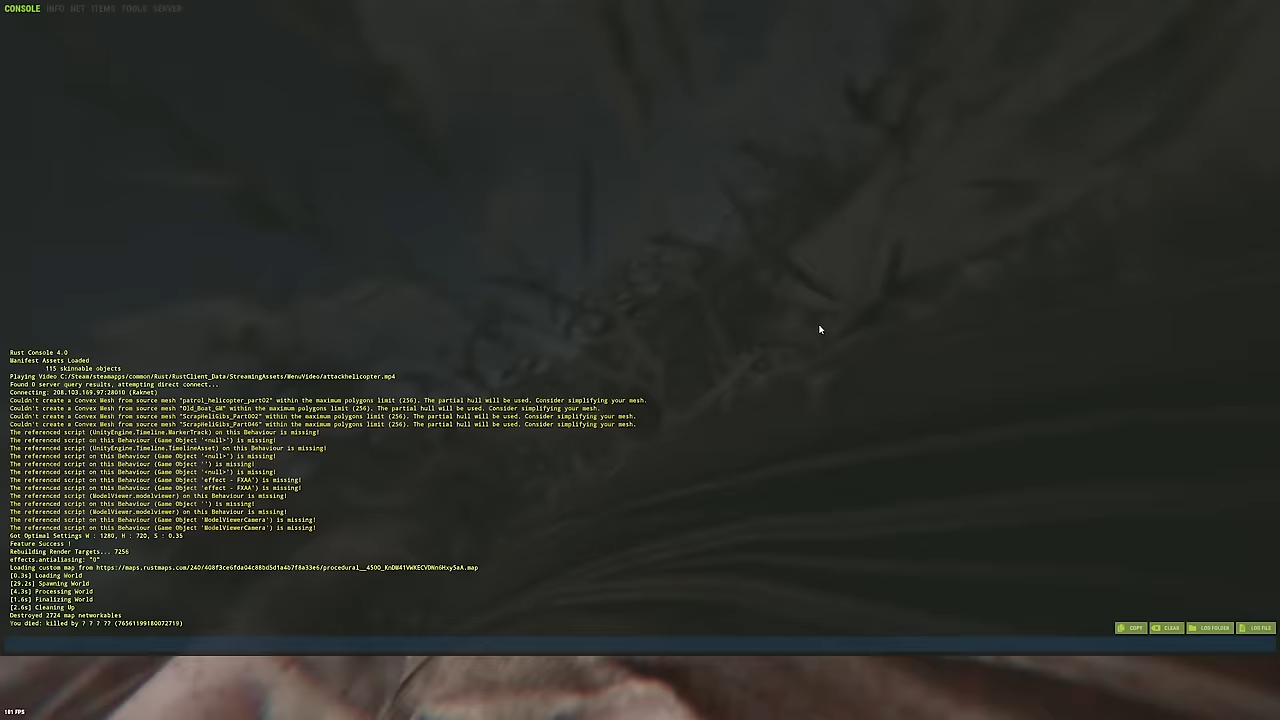 CONSOLE INFO NET ITEMS TOOLS SERVER
Rust Console 4.0
Manifest Assets Loaded
115 skinnable objects
Playing Video C:/Steam/steamapps/common/Rust/RustClient_Data/StreamingAssets/MenuVideo/attackhelicopter.mp4
Found 0 server query results, attempting direct connect...
Connecting: 208.103.169.97:28010 (Raknet)
Couldn't create a Convex Mesh from source mesh "patrol_helicopter_part02" within the maximum polygons limit (256). The partial hull will be used. Consider simplifying your mesh.
Couldn't create a Convex Mesh from source mesh "Old_Boat_GM" within the maximum polygons limit (256). The partial hull will be used. Consider simplifying your mesh.
Couldn't create a Convex Mesh from source mesh "ScrapHeliGibs_Part002" within the maximum polygons limit (256). The partial hull will be used. Consider simplifying your mesh.
Couldn't create a Convex Mesh from source mesh "ScrapHeliGibs_Part046" within the maximum polygons limit (256). The partial hull will be used. Consider simplifying your mesh.
The referenced script (UnityEngine.Timeline.MarkerTrack) on this Behaviour is missing!
The referenced script on this Behaviour (Game Object '<null>') is missing!
The referenced script (UnityEngine.Timeline.TimelineAsset) on this Behaviour is missing!
The referenced script on this Behaviour (Game Object '<null>') is missing!
The referenced script on this Behaviour (Game Object '') is missing!
The referenced script on this Behaviour (Game Object '<null>') is missing!
The referenced script on this Behaviour (Game Object 'effect - FXAA') is missing!
The referenced script on this Behaviour (Game Object 'effect - FXAA') is missing!
The referenced script (ModelViewer.modelviewer) on this Behaviour is missing!
The referenced script on this Behaviour (Game Object '') is missing!
The referenced script (ModelViewer.modelviewer) on this Behaviour is missing!
The referenced script on this Behaviour (Game Object 'ModelViewerCamera') is missing!
The referenced script on this Behaviour (Game Object 'ModelViewerCamera') is missing!
Got Optimal Settings W : 1280, H : 720, S : 0.35
Feature Success !
Rebuilding Render Targets... 7256
effects.antialiasing: "0"
Loading custom map from
[0.3s] Loading World
[29.2s] Spawning World
[4.3s] Processing World
[1.6s] Finalizing World
[2.6s] Cleaning Up
Destroyed 2724 map networkables
You died: killed by ? ? ? ?? (76561199180072719)
COPY CLEAR LOG FOLDER LOG FILE
181 FPS